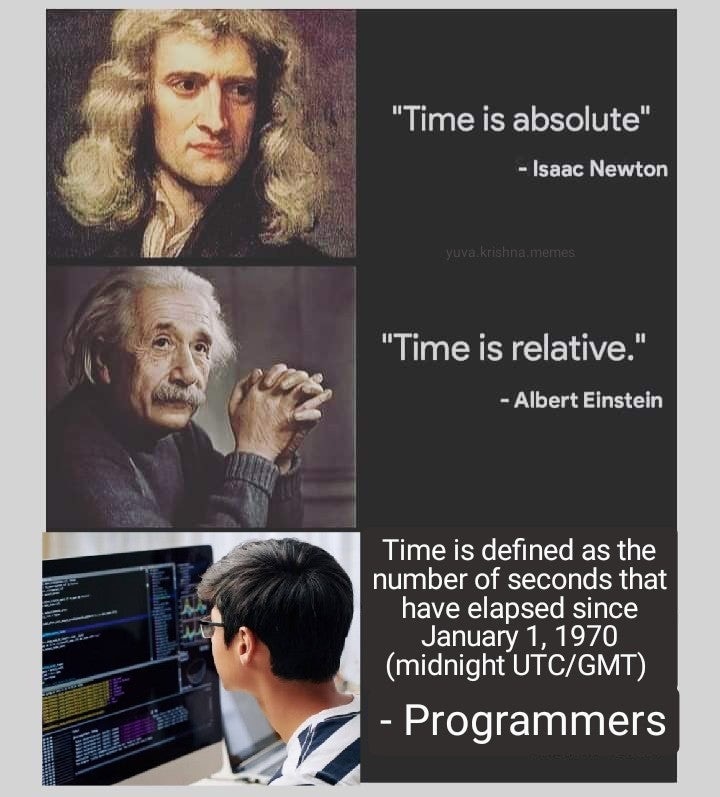 "Time is absolute"
- Isaac Newton
yuva.krishna.memes
"Time is relative."
- Albert Einstein
Time is defined as the
number of seconds that
have elapsed since
January 1, 1970
(midnight UTC/GMT)
- Programmers